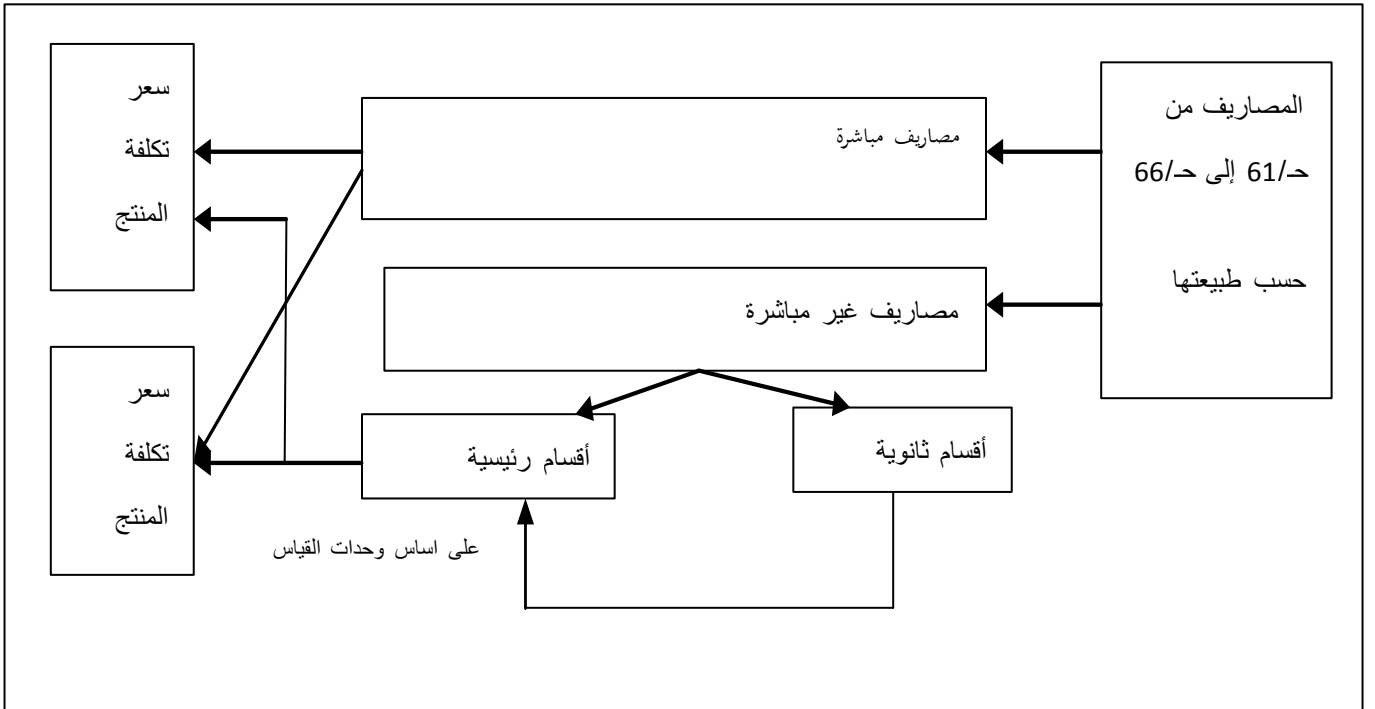 المصاريف من
حـ/61 إلى حـ/66
حسب طبيعتها
مصاريف مباشرة
مصاريف غير مباشرة
أقسام ثانوية
أقسام رئيسية
على اساس وحدات القياس
سعر
تكلفة
المنتج
سعر
تكلفة
المنتج